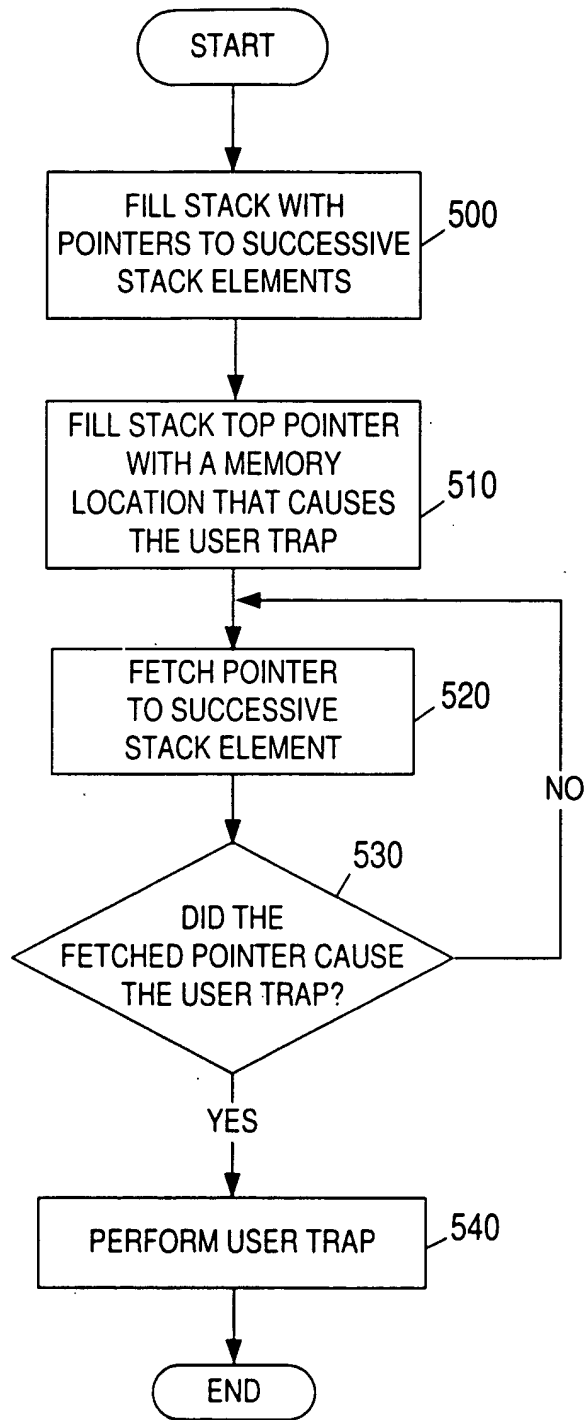 START
FILL STACK WITH
POINTERS TO SUCCESSIVE
STACK ELEMENTS
500
FILL STACK TOP POINTER
WITH A MEMORY
LOCATION THAT CAUSES
THE USER TRAP
510
FETCH POINTER
TO SUCCESSIVE
STACK ELEMENT
520
NO
530
DID THE
FETCHED POINTER CAUSE
THE USER TRAP?
YES
PERFORM USER TRAP
540
END